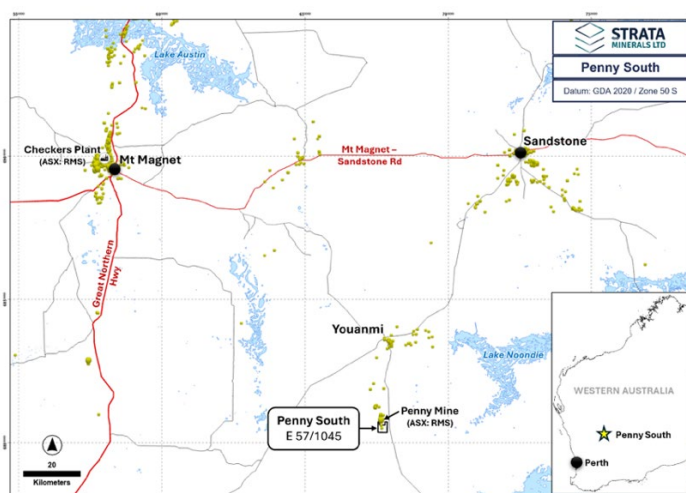 Lake Austin
STRATA
MINERALS LTD
Penny South
Datum: GDA 2020 / Zone 50 S
Checkers Plant
(ASX: RMS)
Mt Magnet
Mt Magnet –
Sandstone Rd
Sandstone
Great Northern
Hwy
Youanmi
Lake Noondie
Penny South
E 57/1045
Penny Mine
(ASX: RMS)
20
Kilometers
WESTERN AUSTRALIA
Penny South
Perth